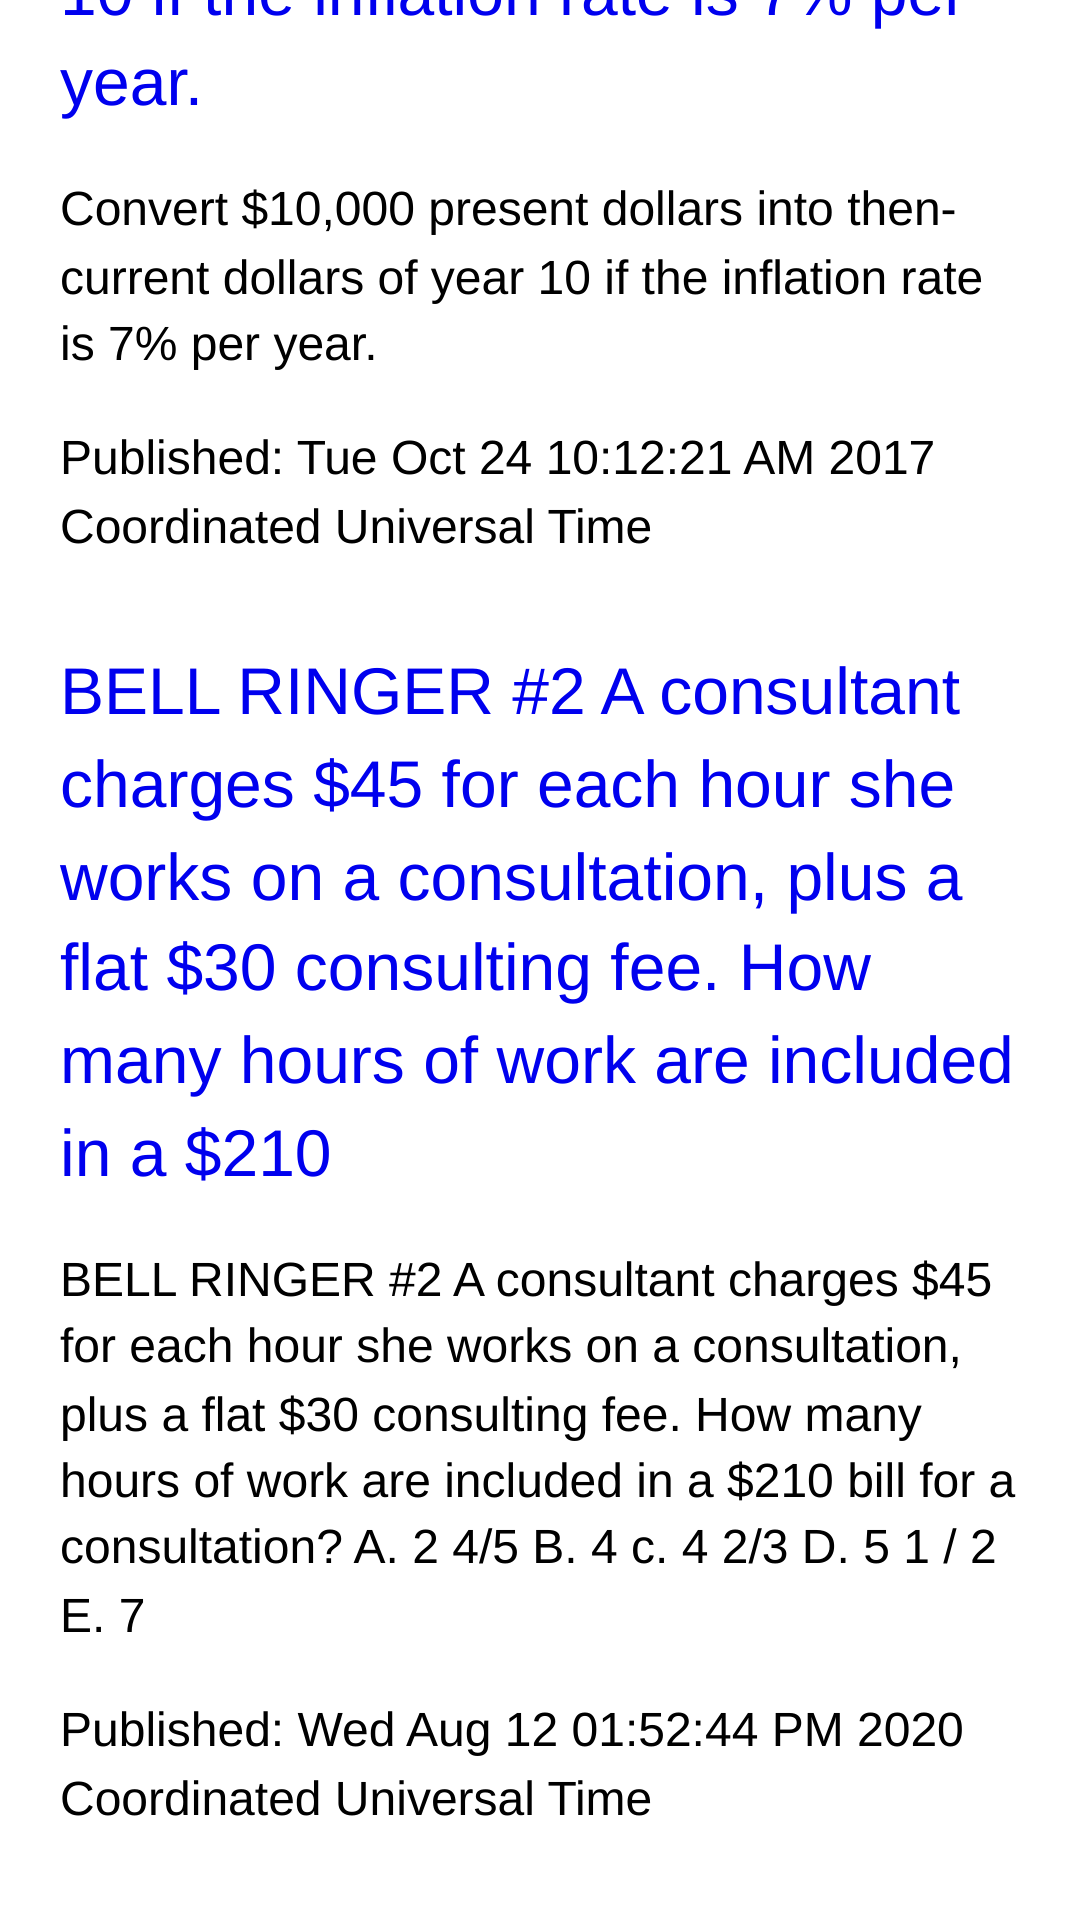 10 if the inflation rate is 7% per
year.
Convert $10,000 present dollars into then-
current dollars of year 10 if the inflation rate
is 7% per year.
Published: Tue Oct 24 10:12:21 AM 2017
Coordinated Universal Time
BELL RINGER #2 A consultant
charges $45 for each hour she
works on a consultation, plus a
flat $30 consulting fee. How
many hours of work are included
in a $210
BELL RINGER #2 A consultant charges $45
for each hour she works on a consultation,
plus a flat $30 consulting fee. How many
hours of work are included in a $210 bill for a
consultation? A. 2 4/5 B. 4 c. 4 2/3 D. 5 1 / 2
E. 7
Published: Wed Aug 12 01:52:44 PM 2020
Coordinated Universal Time